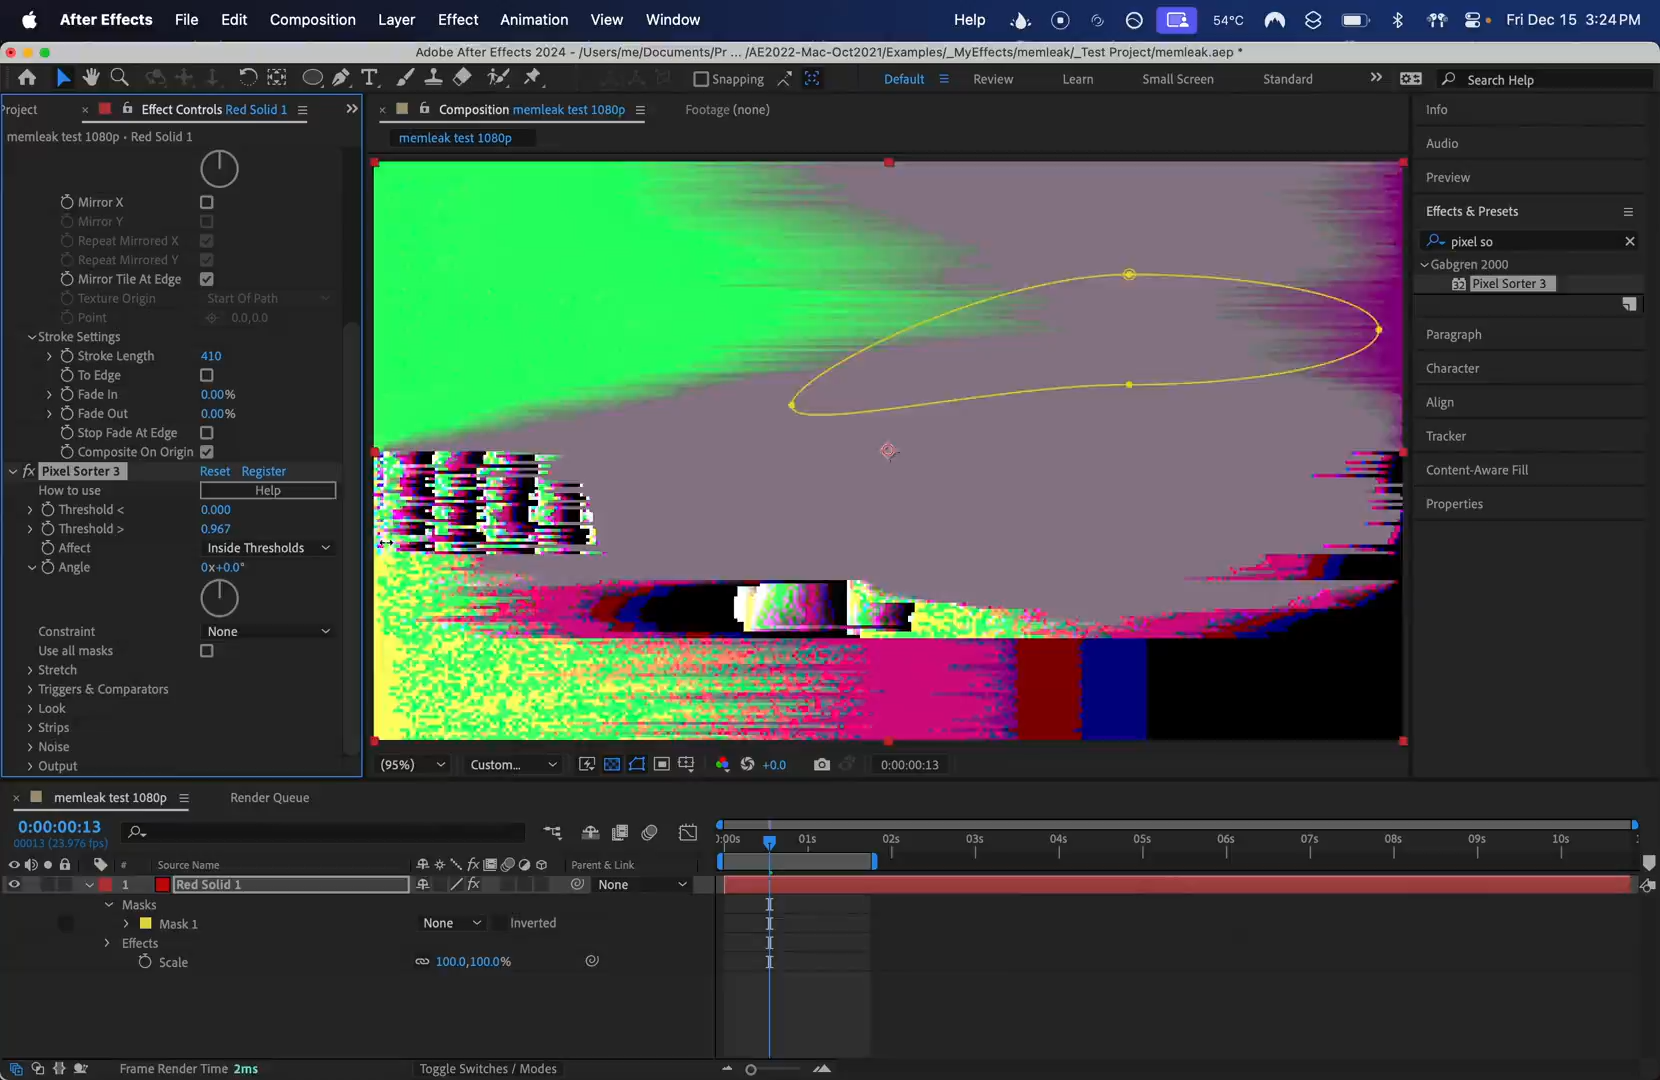 After Effects File Edit Composition Layer Effect Animation View Window Help 54°C Fri Dec 15 3:24 PM
Adobe After Effects 2024 - /Users/me/Documents/Pr ... /AE2022-Mac-Oct2021/Examples/_MyEffects/memleak/_Test Project/memleak.aep *
Snapping Default Review Learn Small Screen Standard Search Help
Project Effect Controls Red Solid 1
memleak test 1080p • Red Solid 1
Mirror X
Mirror Y
Repeat Mirrored X
Repeat Mirrored Y
Mirror Tile At Edge
Texture Origin Start Of Path
Point 0.0,0.0
Stroke Settings
Stroke Length 410
To Edge
Fade In 0.00%
Fade Out 0.00%
Stop Fade At Edge
Composite On Origin
fx Pixel Sorter 3 Reset Register
How to use Help
Threshold < 0.000
Threshold > 0.967
Affect Inside Thresholds
Angle 0x+0.0°
Constraint None
Use all masks
Stretch
Triggers & Comparators
Look
Strips
Noise
Output
Composition memleak test 1080p Footage (none)
memleak test 1080p
(95%) Custom... +0.0 0:00:00:13
Info
Audio
Preview
Effects & Presets
pixel so
Gabgren 2000
32 Pixel Sorter 3
Paragraph
Character
Align
Tracker
Content-Aware Fill
Properties
memleak test 1080p Render Queue
0:00:00:13
00013 (23.976 fps)
:00s 01s 02s 03s 04s 05s 06s 07s 08s 09s 10s
# Source Name fx Parent & Link
1 Red Solid 1 fx None
Masks
Mask 1 None Inverted
Effects
Scale 100.0,100.0%
Frame Render Time 2ms Toggle Switches / Modes